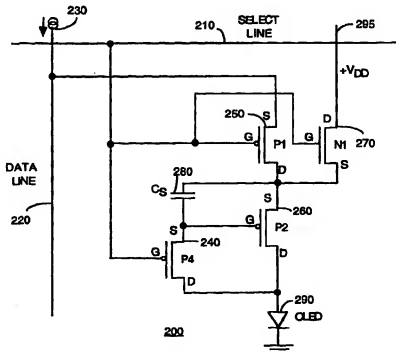 230
SELECT LINE
210
295
+VDD
250
S
G
P1
D
D
G
N1
S
270
DATA LINE
220
280
CS
S
260
G
P2
D
S
240
G
P4
D
290
OLED
200